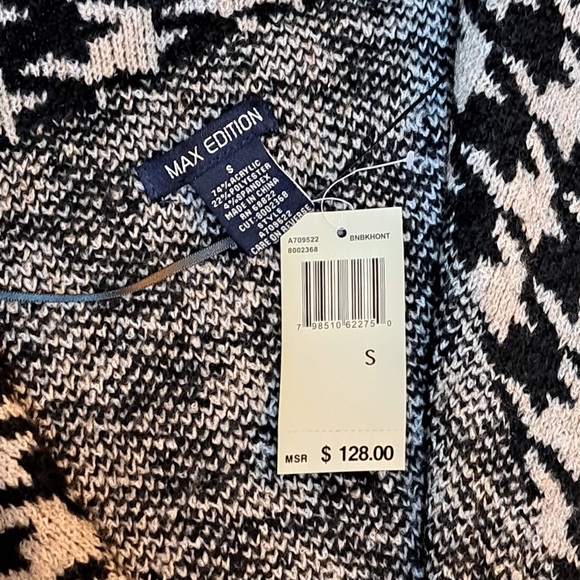 MAX EDITION
S
74% ACRYLIC
22% POLYESTER
4% SPANDEX
MADE IN CHINA
RN 68822
CUT: 8002368
STYLE:
A709522
CARE ON REVERSE
A709522 BNBKHONT
8002368
7 98510 62275 0
S
MSR $ 128.00